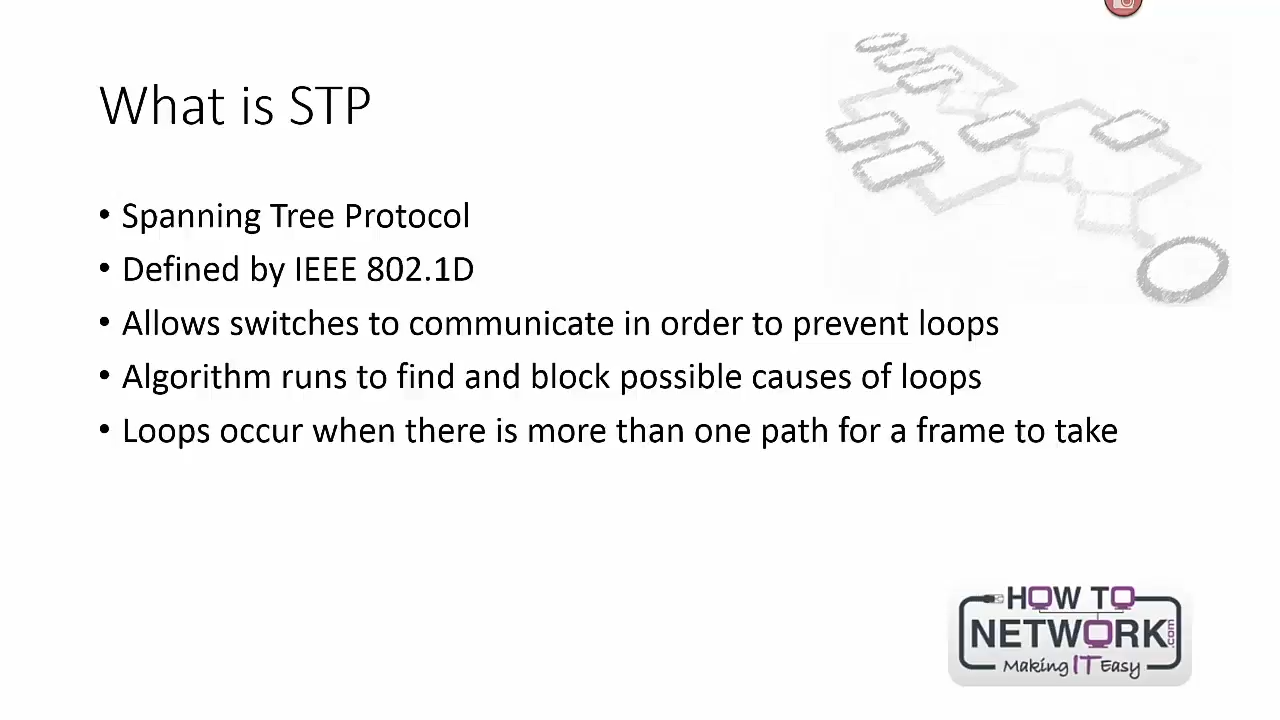 What is STP
• Spanning Tree Protocol
• Defined by IEEE 802.1D
• Allows switches to communicate in order to prevent loops
• Algorithm runs to find and block possible causes of loops
• Loops occur when there is more than one path for a frame to take
HOW TO
NETWORK.com
Making IT Easy